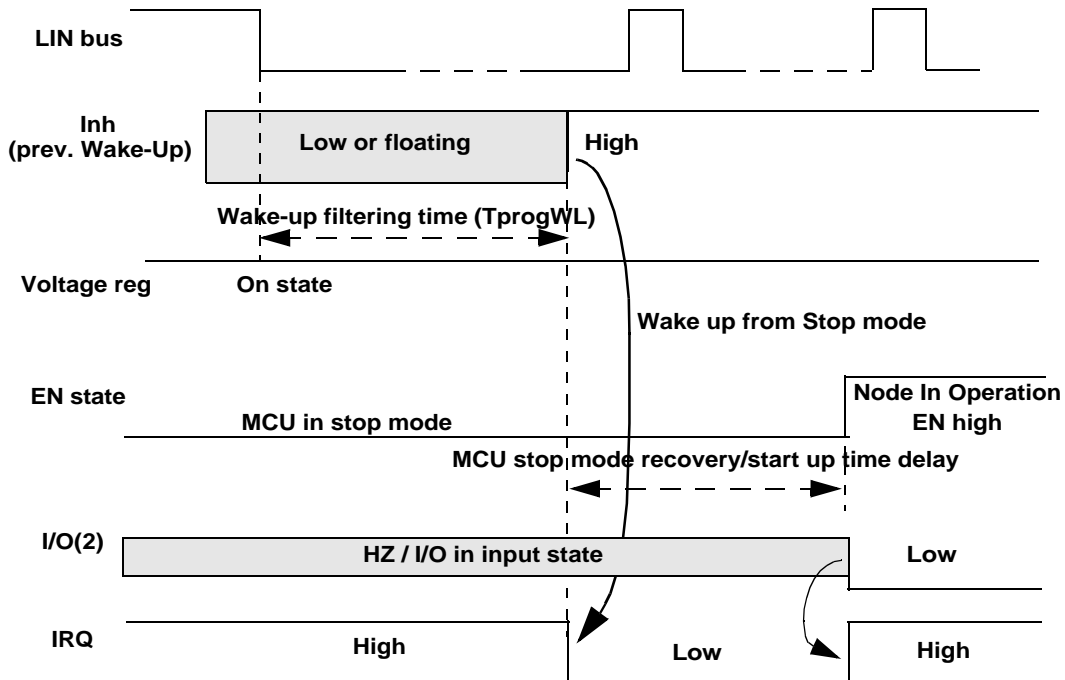 LIN bus
Inh
(prev. Wake-Up)
Low or floating
High
Wake-up filtering time (TprogWL)
Voltage reg
On state
Wake up from Stop mode
EN state
MCU in stop mode
Node In Operation
EN high
MCU stop mode recovery/start up time delay
I/O(2)
HZ / I/O in input state
Low
IRQ
High
Low
High